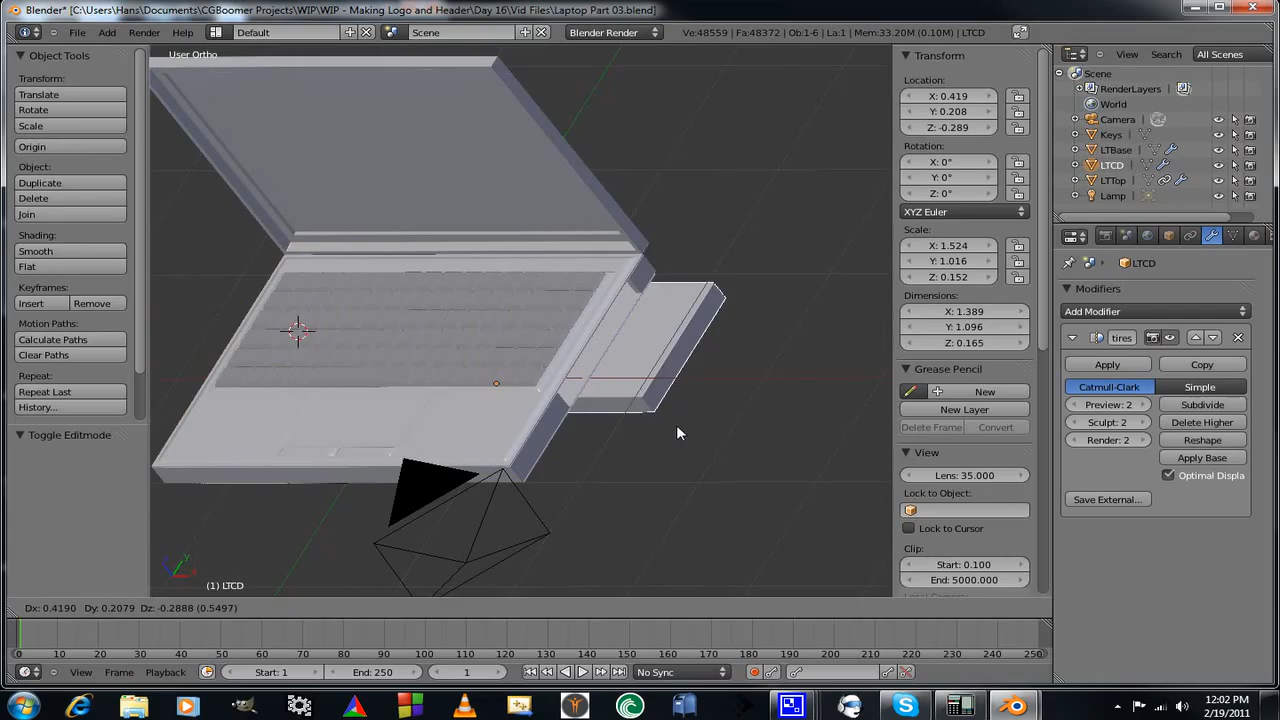 Blender* [C:\Users\Hans\Documents\CGBoomer Projects\WIP\WIP - Making Logo and Header\Day 16\Vid Files\Laptop Part 03.blend]
File Add Render Help Default Scene Blender Render Ve:48559 | Fa:48372 | Ob:1-6 | La:1 | Mem:33.20M (0.10M) | LTCD
Object Tools
Transform:
Translate
Rotate
Scale
Origin
Object:
Duplicate
Delete
Join
Shading:
Smooth
Flat
Keyframes:
Insert Remove
Motion Paths:
Calculate Paths
Clear Paths
Repeat:
Repeat Last
History...
Toggle Editmode
User Ortho
(1) LTCD
Dx: 0.4190 Dy: 0.2079 Dz: -0.2888 (0.5497)
Transform
Location:
X: 0.419
Y: 0.208
Z: -0.289
Rotation:
X: 0°
Y: 0°
Z: 0°
XYZ Euler
Scale:
X: 1.524
Y: 1.016
Z: 0.152
Dimensions:
X: 1.389
Y: 1.096
Z: 0.165
Grease Pencil
New
New Layer
Delete Frame Convert
View
Lens: 35.000
Lock to Object:
Lock to Cursor
Clip:
Start: 0.100
End: 5000.000
View Search All Scenes
Scene
RenderLayers
World
Camera
Keys
LTBase
LTCD
LTTop
Lamp
LTCD
Modifiers
Add Modifier
tires
Apply Copy
Catmull-Clark Simple
Preview: 2 Subdivide
Sculpt: 2 Delete Higher
Render: 2 Reshape
Apply Base
Optimal Displa
Save External...
0 10 20 30 40 50 60 70 80 90 100 110 120 130 140 150 160 170 180 190 200 210 220 230 240 250
View Frame Playback Start: 1 End: 250 1 No Sync
12:02 PM
2/19/2011